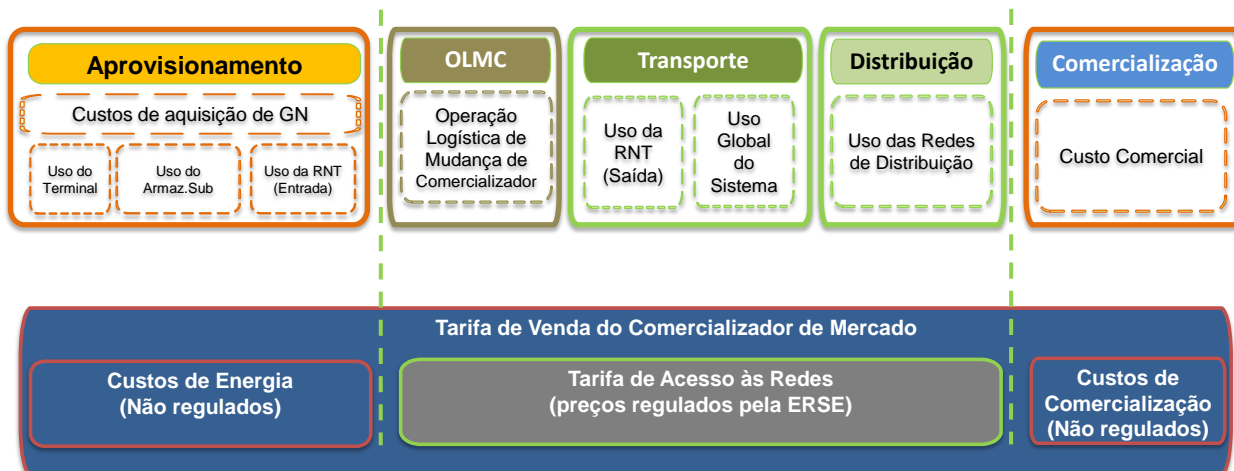 Aprovisionamento
Custos de aquisição de GN
Uso do
Terminal
Uso do
Armaz.Sub
Uso da RNT
(Entrada)
OLMC
Operação
Logística de
Mudança de
Comercializador
Transporte
Uso da
RNT
(Saída)
Uso
Global
do
Sistema
Distribuição
Uso das Redes
de Distribuição
Comercialização
Custo Comercial
Tarifa de Venda do Comercializador de Mercado
Custos de Energia
(Não regulados)
Tarifa de Acesso às Redes
(preços regulados pela ERSE)
Custos de
Comercialização
(Não regulados)